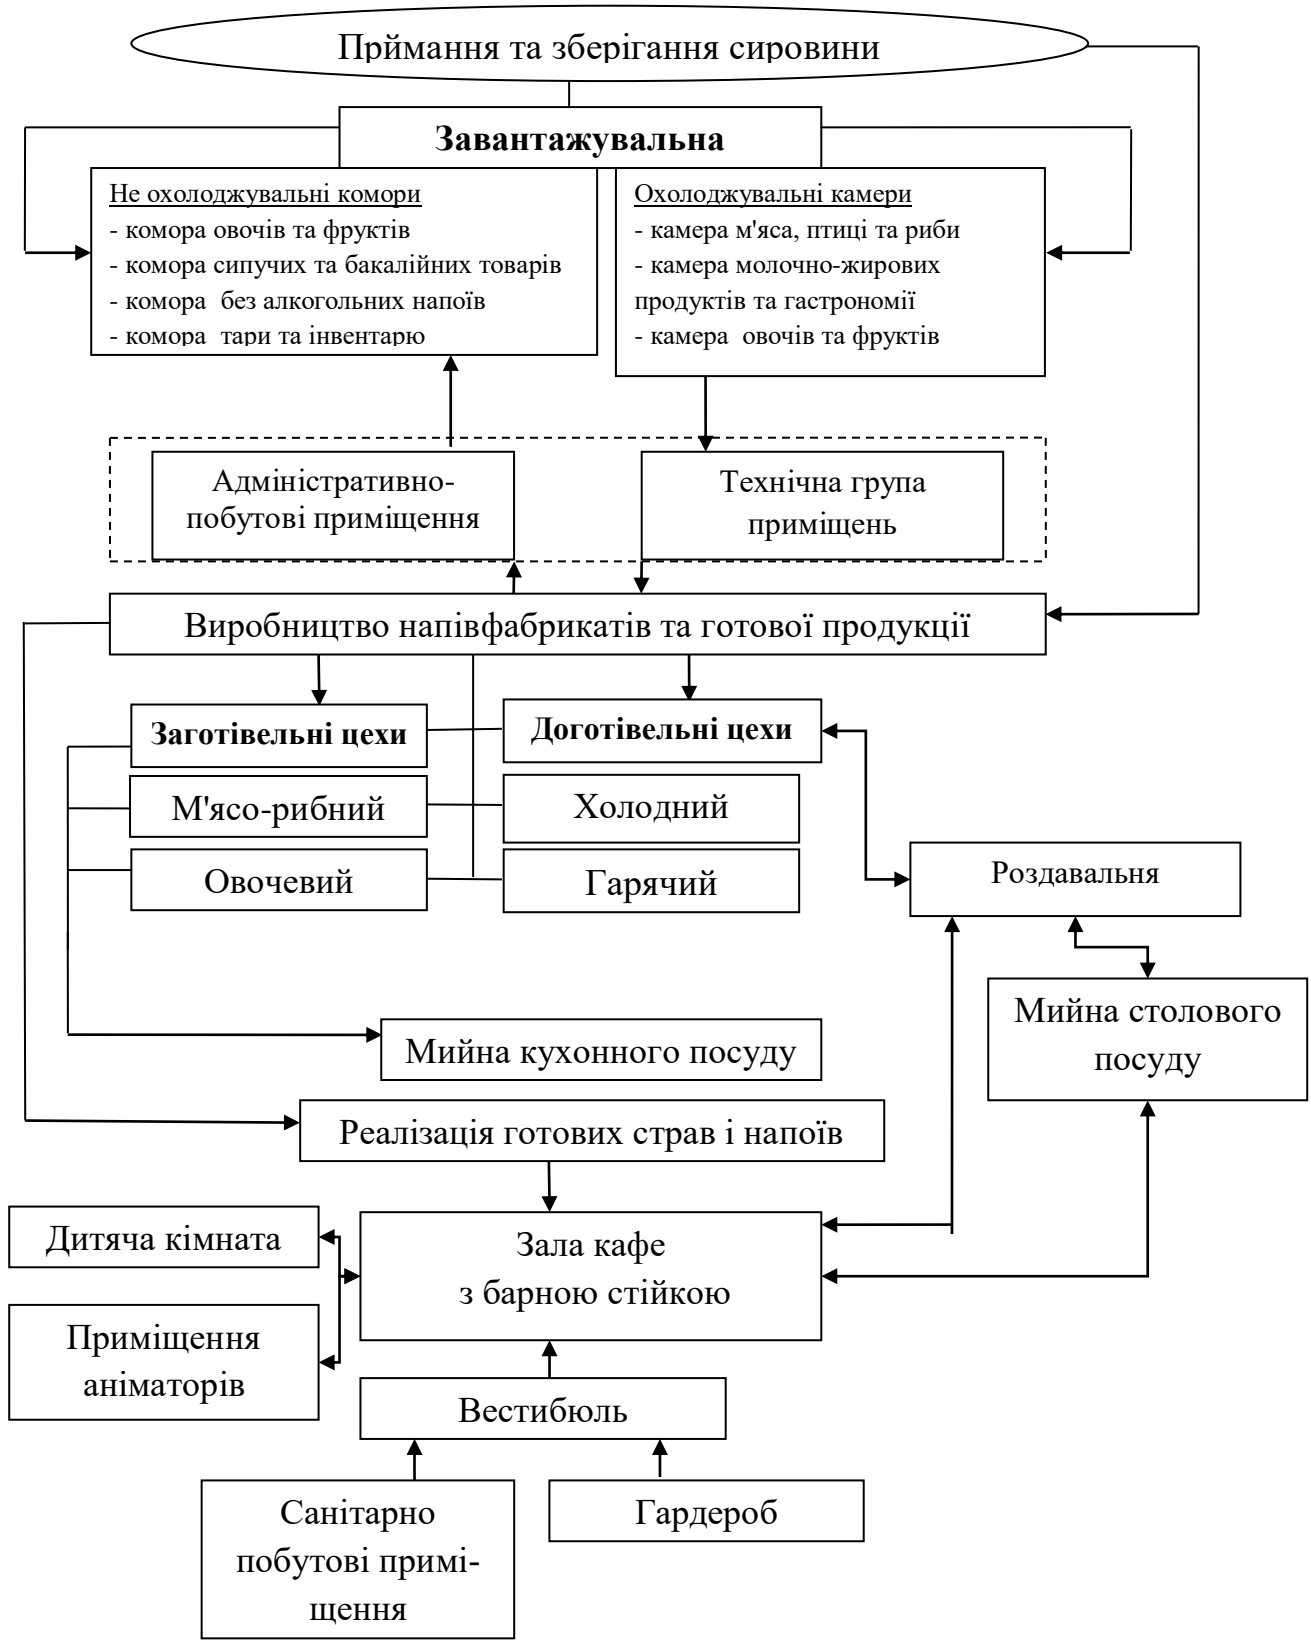 Прймання та зберігання сировини
Завантажувальна
Не охолоджувальні комори
- комора овочів та фруктів
- комора сипучих та бакалійних товарів
- комора  без алкогольних напоїв
- комора  тари та інвентарю
Охолоджувальні камери
- камера м'яса, птиці та риби
- камера молочно-жирових
продуктів та гастрономії
- камера  овочів та фруктів
Адміністративно-
побутові приміщення
Технічна група
приміщень
Виробництво напівфабрикатів та готової продукції
Заготівельні цехи
Доготівельні цехи
М'ясо-рибний
Холодний
Овочевий
Гарячий
Роздавальня
Мийна столового
посуду
Мийна кухонного посуду
Реалізація готових страв і напоїв
Дитяча кімната
Зала кафе
з барною стійкою
Приміщення
аніматорів
Вестибюль
Санітарно
побутові примі-
щення
Гардероб